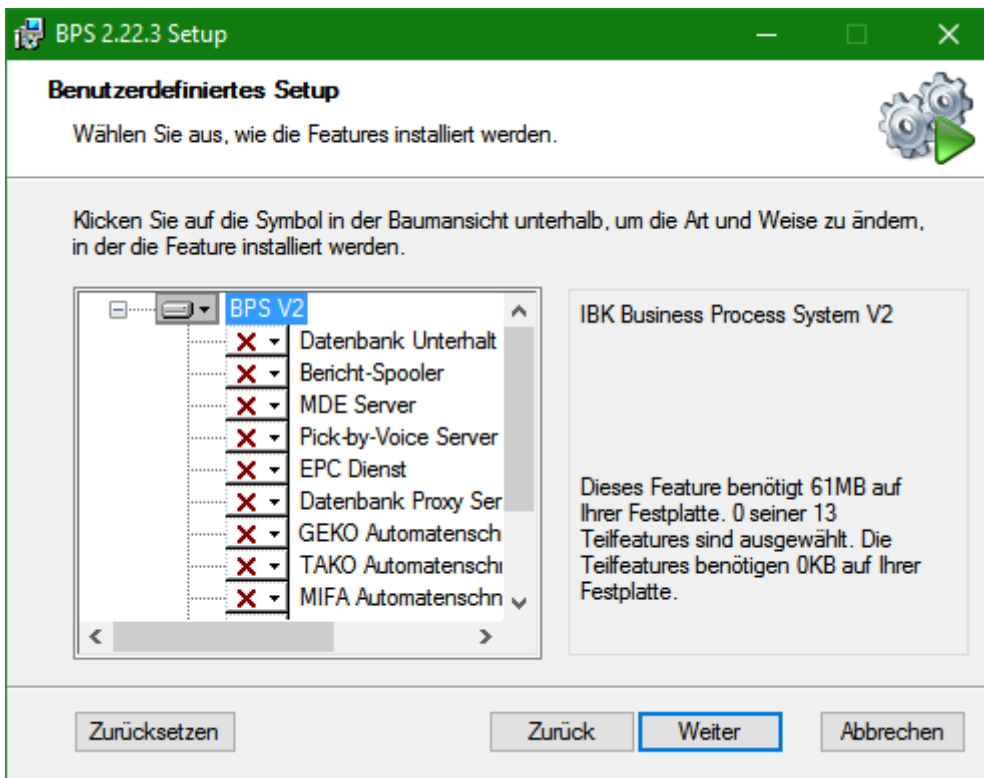 BPS 2.22.3 Setup
Benutzerdefiniertes Setup
Wählen Sie aus, wie die Features installiert werden.
Klicken Sie auf die Symbol in der Baumansicht unterhalb, um die Art und Weise zu ändern,
in der die Feature installiert werden.
BPS V2
Datenbank Unterhalt
Bericht-Spooler
MDE Server
Pick-by-Voice Server
EPC Dienst
Datenbank Proxy Ser
GEKO Automatensch
TAKO Automatenschn
MIFA Automatenschn
IBK Business Process System V2
Dieses Feature benötigt 61MB auf
Ihrer Festplatte. 0 seiner 13
Teilfeatures sind ausgewählt. Die
Teilfeatures benötigen 0KB auf Ihrer
Festplatte.
Zurücksetzen
Zurück
Weiter
Abbrechen